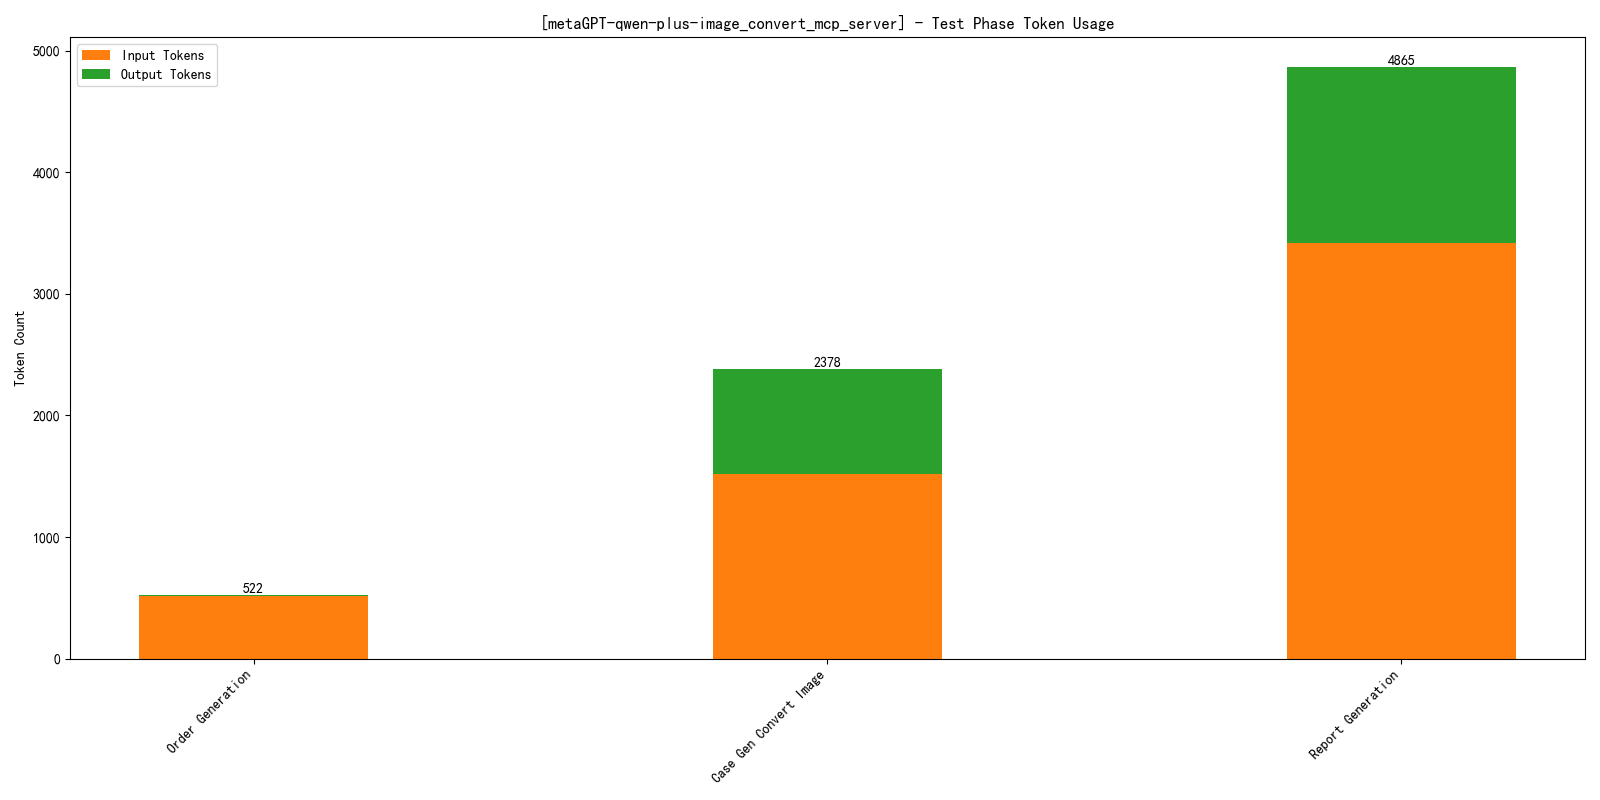 [metaGPT-qwen-plus-image_convert_mcp_server] - Test Phase Token Usage
Input Tokens
Output Tokens
Token Count
5000
4000
3000
2000
1000
0
522
2378
4865
Order Generation
Case Gen Convert Image
Report Generation